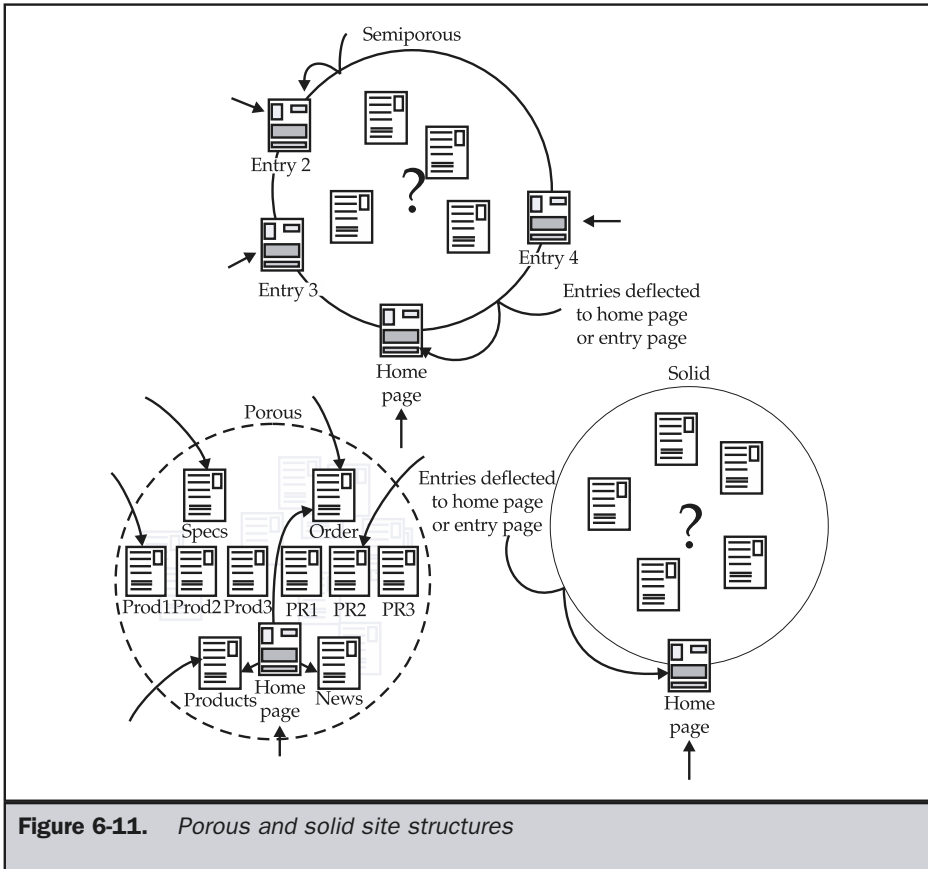 Semiporous
?
Entry 2
Entry 3
Entry 4
Entries deflected
to home page
or entry page
Home
page
Porous
Specs
Order
Prod1 Prod2 Prod3 PR1 PR2 PR3
Products
Home
page
News
Solid
Entries deflected
to home page
or entry page
?
Home
page
Figure 6-11. Porous and solid site structures